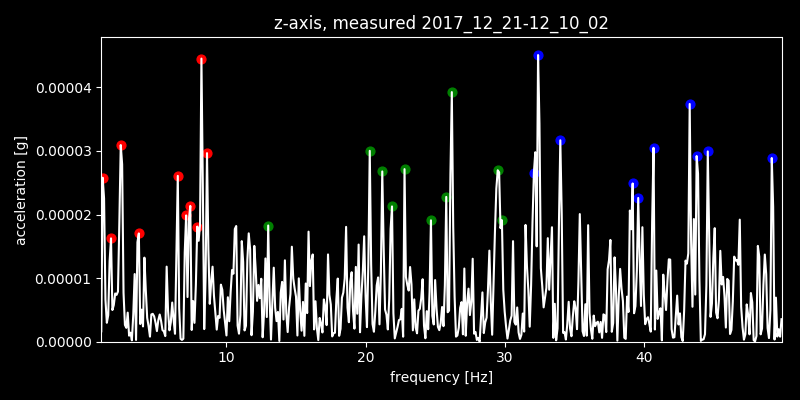 z-axis, measured 2017_12_21-12_10_02
0.00004
0.00003
0.00002
0.00001
0.00000
acceleration [g]
10 20 30 40
frequency [Hz]